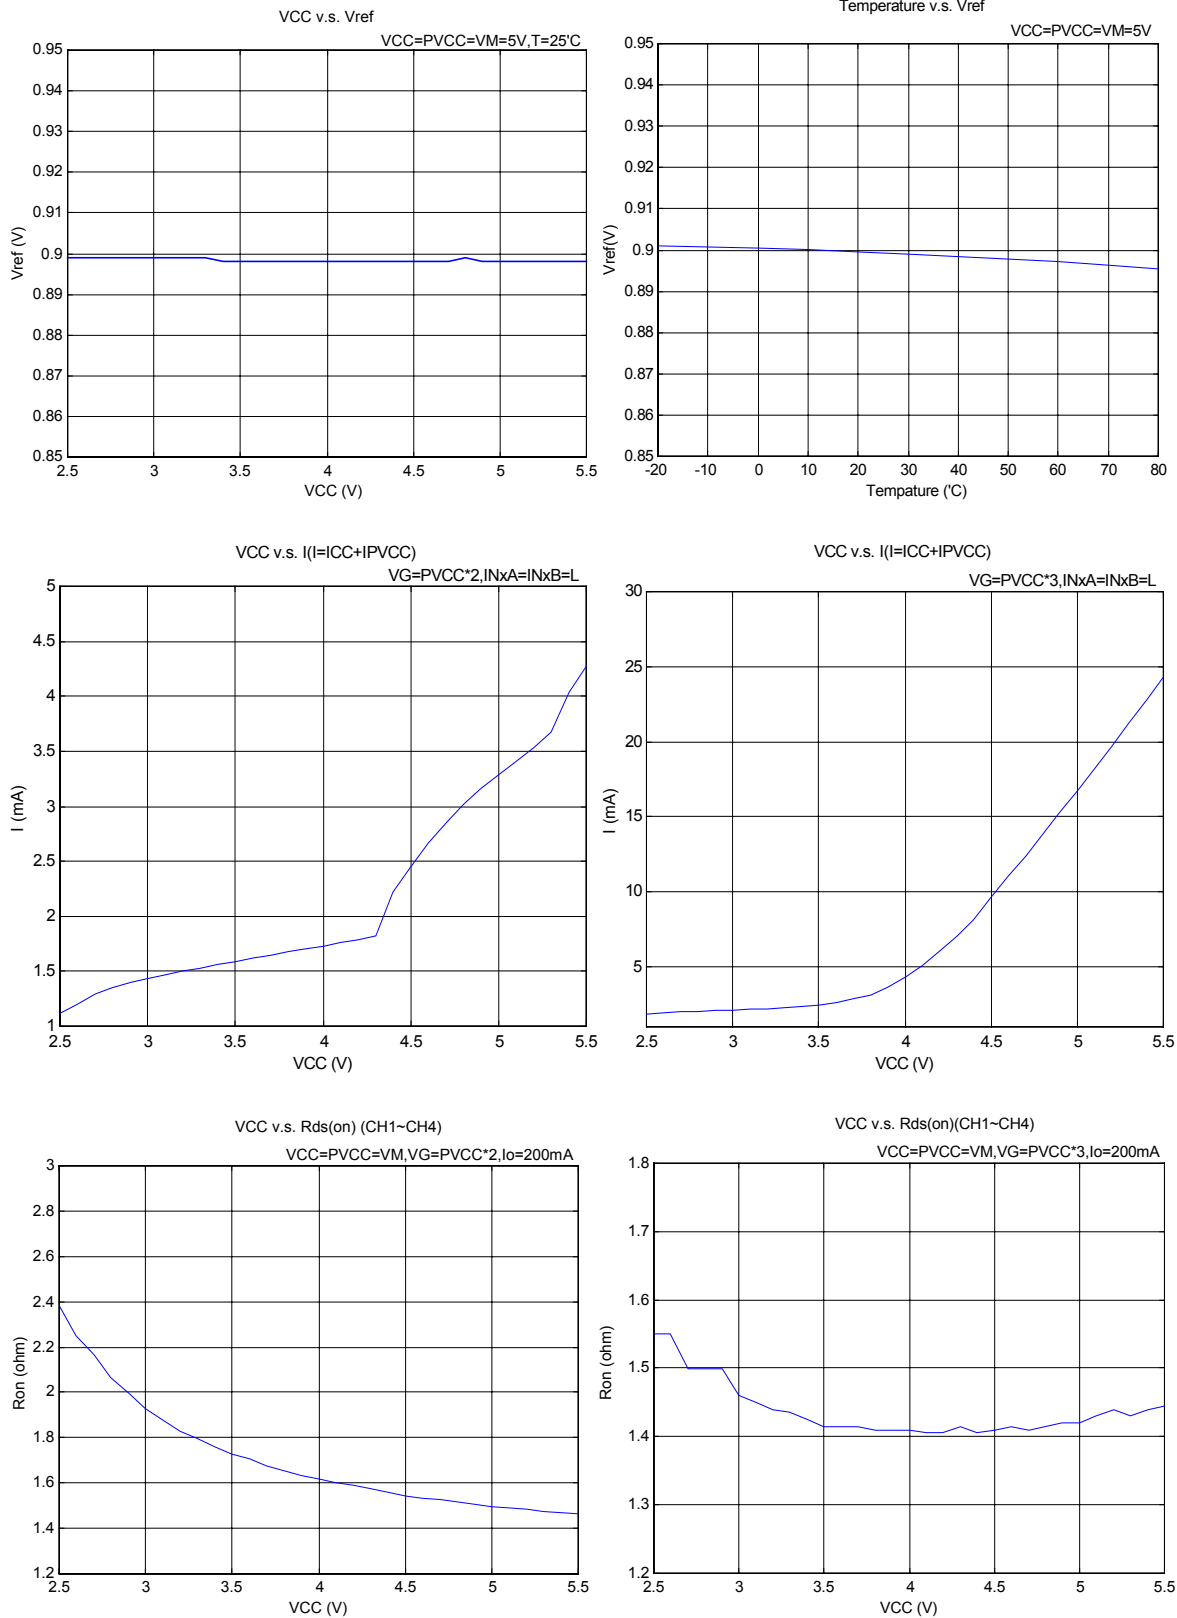 VCC v.s. Vref
VCC=PVCC=VM=5V,T=25'C
0.95
0.94
0.93
0.92
0.91
0.9
0.89
0.88
0.87
0.86
0.85
Vref (V)
2.5 3 3.5 4 4.5 5 5.5
VCC (V)
Temperature v.s. Vref
VCC=PVCC=VM=5V
0.95
0.94
0.93
0.92
0.91
0.9
0.89
0.88
0.87
0.86
0.85
Vref(V)
-20 -10 0 10 20 30 40 50 60 70 80
Tempature ('C)
VCC v.s. I(I=ICC+IPVCC)
VG=PVCC*2,INxA=INxB=L
5
4.5
4
3.5
3
2.5
2
1.5
1
I (mA)
2.5 3 3.5 4 4.5 5 5.5
VCC (V)
VCC v.s. I(I=ICC+IPVCC)
VG=PVCC*3,INxA=INxB=L
30
25
20
15
10
5
I (mA)
2.5 3 3.5 4 4.5 5 5.5
VCC (V)
VCC v.s. Rds(on) (CH1~CH4)
VCC=PVCC=VM,VG=PVCC*2,Io=200mA
3
2.8
2.6
2.4
2.2
2
1.8
1.6
1.4
1.2
Ron (ohm)
2.5 3 3.5 4 4.5 5 5.5
VCC (V)
VCC v.s. Rds(on)(CH1~CH4)
VCC=PVCC=VM,VG=PVCC*3,Io=200mA
1.8
1.7
1.6
1.5
1.4
1.3
1.2
Ron (ohm)
2.5 3 3.5 4 4.5 5 5.5
VCC (V)